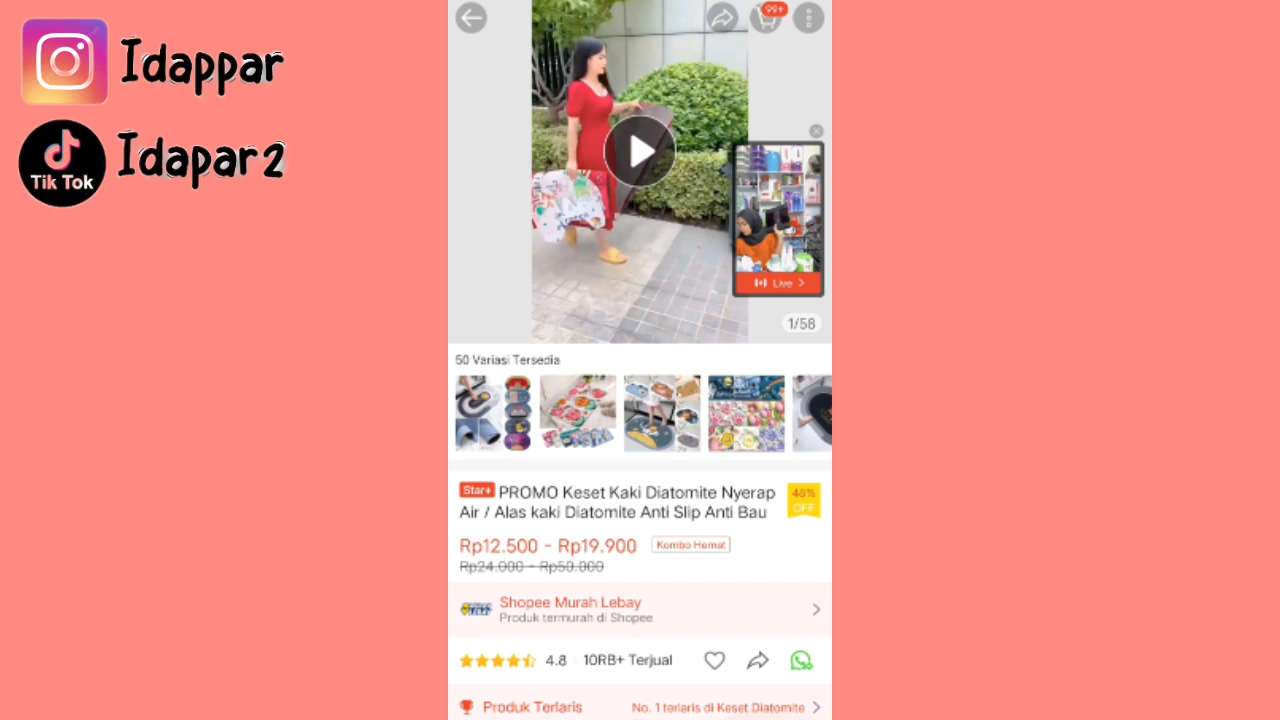 Idappar
Tik Tok
Idapar2
99+
Live
1/58
50 Variasi Tersedia
Star+ PROMO Keset Kaki Diatomite Nyerap
Air / Alas kaki Diatomite Anti Slip Anti Bau
48%
OFF
Rp12.500 - Rp19.900
Kombo Hemat
Rp24.000 - Rp50.000
Shopee Murah Lebay
Produk termurah di Shopee
4.8
10RB+ Terjual
Produk Terlaris
No. 1 terlaris di Keset Diatomite